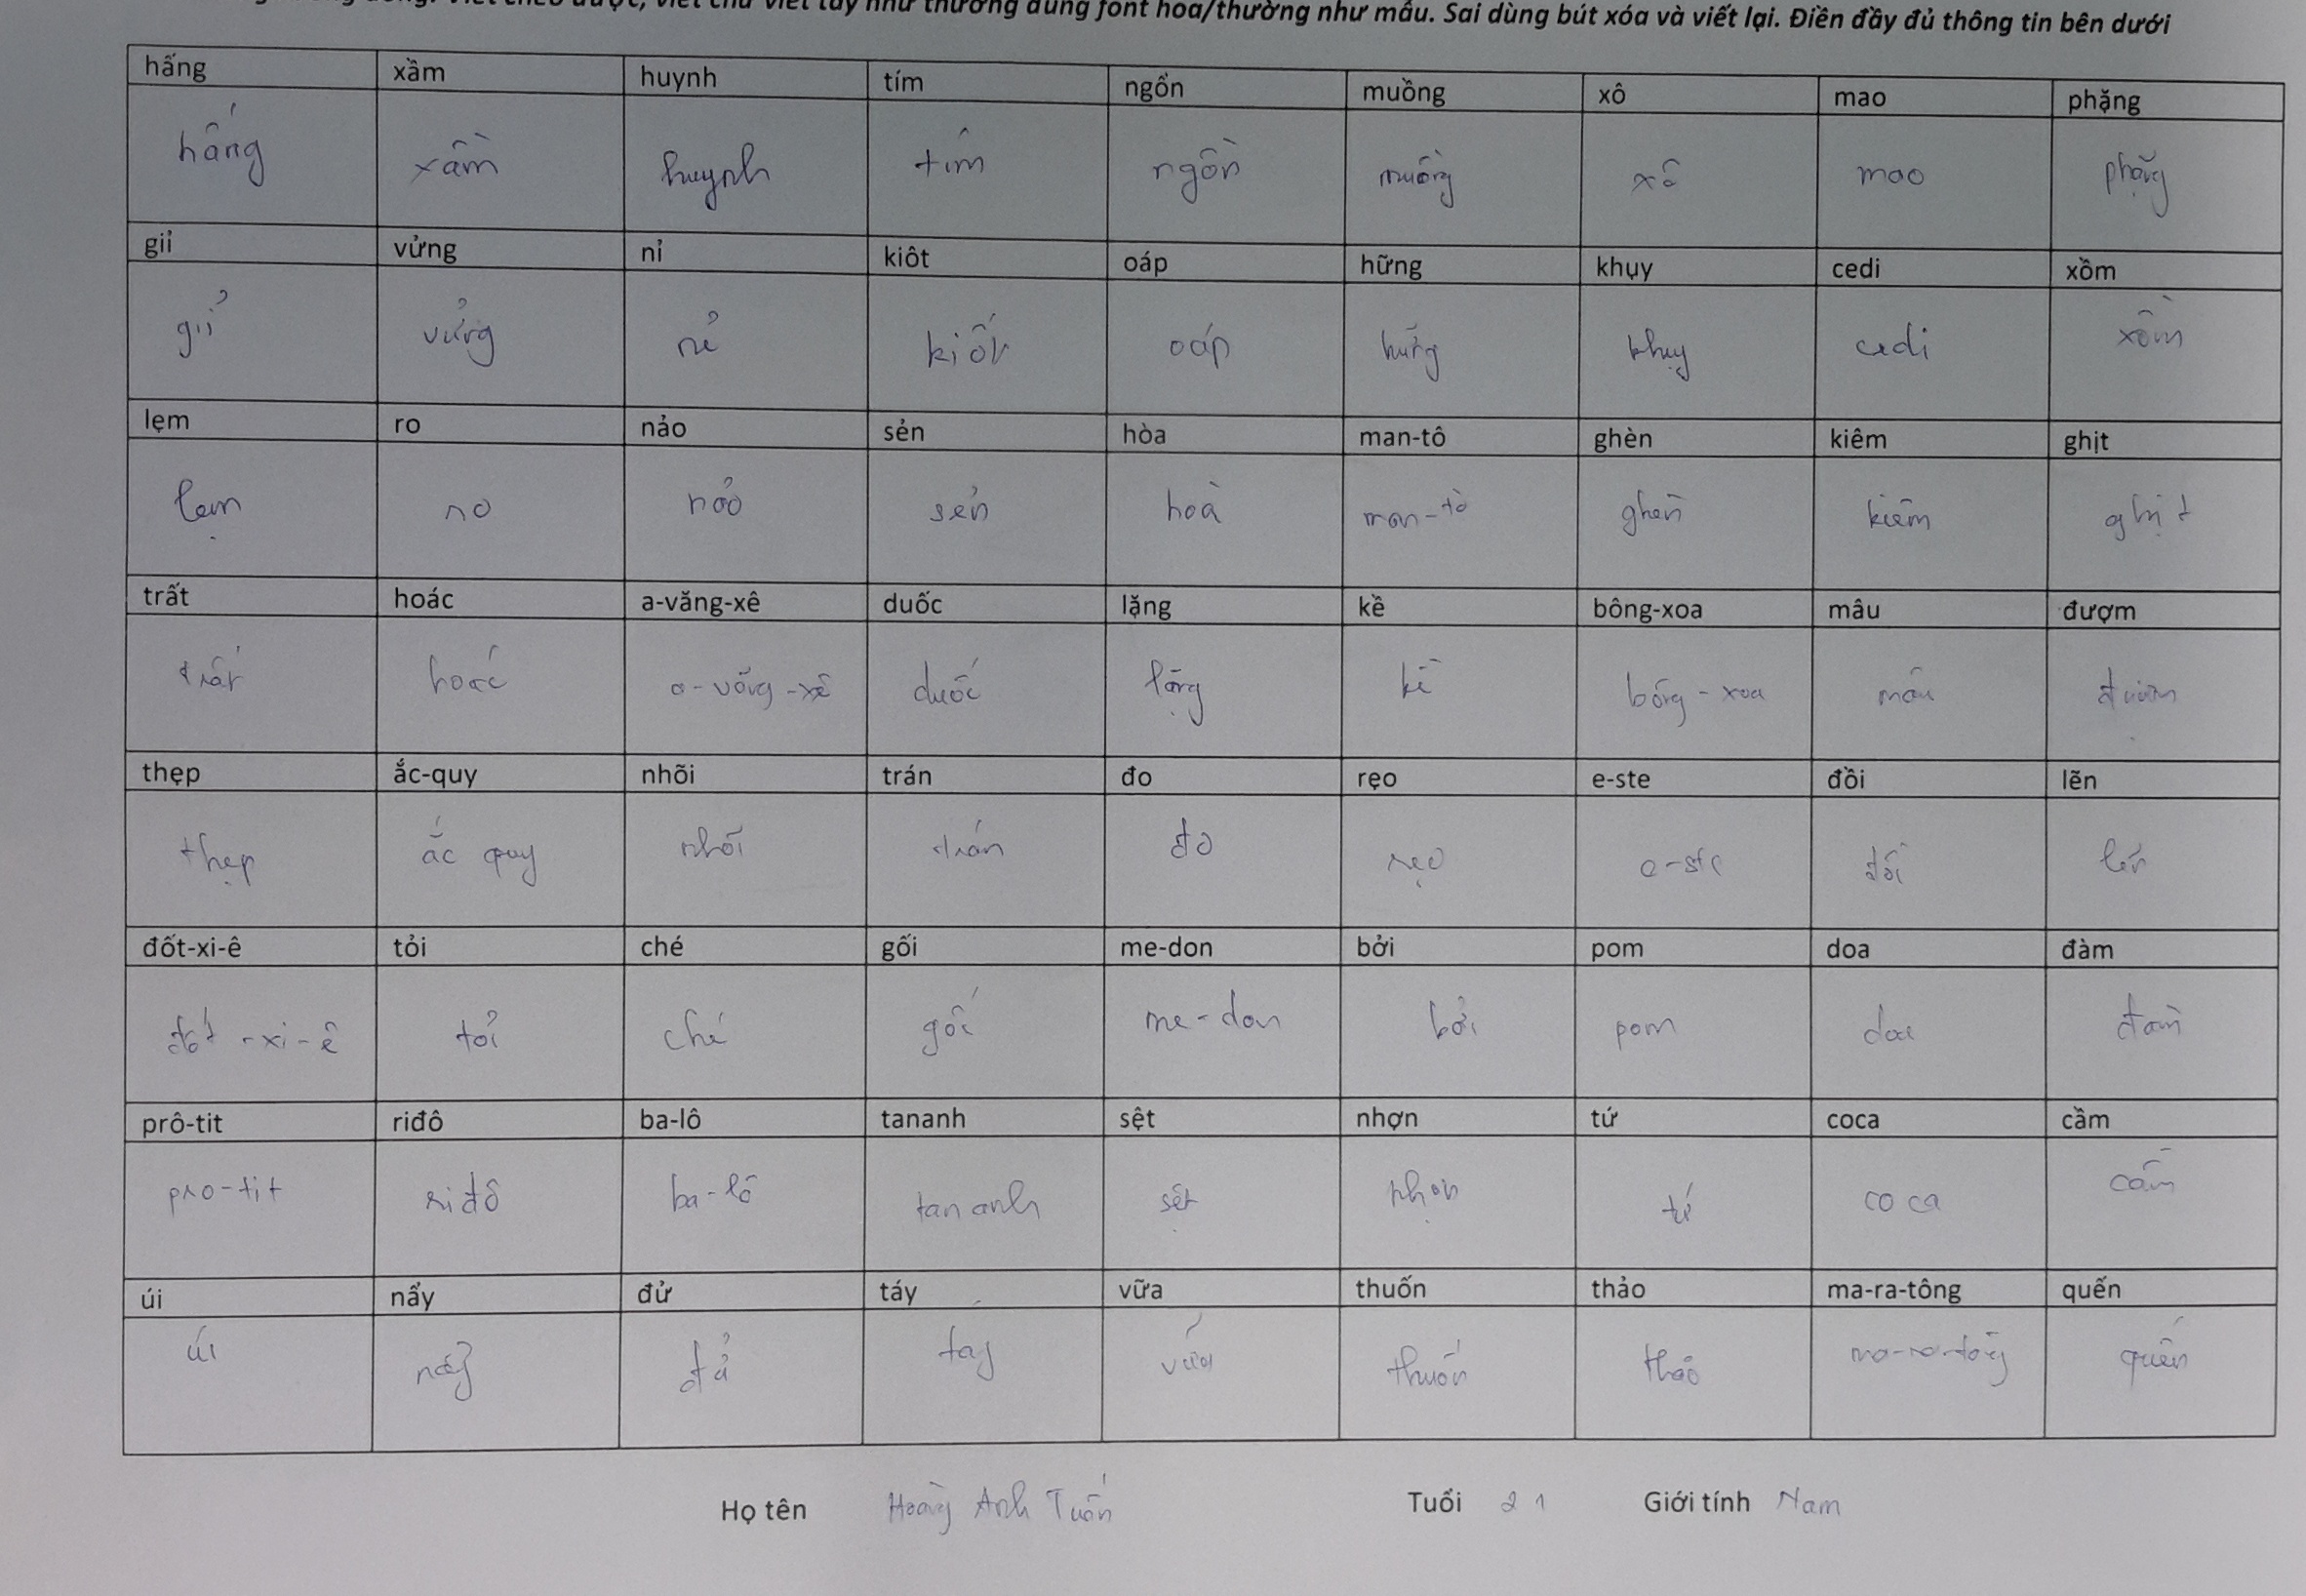 viết chữ viết tay như thường dùng font hoa/thường như mẫu. Sai dùng bút xóa và viết lại. Điền đầy đủ thông tin bên dưới
hấng xầm huynh tím ngồn muồng xô mao phặng
hấng xầm huynh tím ngồn muồng xô mao phặng
giỉ vửng nỉ kiôt oáp hững khụy cedi xồm
giỉ vửng nỉ kiốt oáp hững khụy cedi xồm
lẹm ro nảo sẻn hòa man-tô ghèn kiêm ghịt
lẹm ro nảo sẻn hoà man-tô ghèn kiêm ghịt
trất hoác a-văng-xê duốc lặng kề bông-xoa mâu đượm
trất hoác a-văng-xê duốc lặng kề bông-xoa mâu đượm
thẹp ắc-quy nhõi trán đo rẹo e-ste đồi lẽn
thẹp ắc quy nhõi trán đo rẹo e-ste đồi lẽn
đốt-xi-ê tỏi ché gối me-don bởi pom doa đàm
đốt-xi-ê tỏi ché gối me-don bởi pom doa đàm
prô-tit riđô ba-lô tananh sệt nhợn tứ coca cầm
pro-tit riđô ba-lô tan anh sệt nhợn tứ co ca cầm
úi nẩy đử táy vữa thuốn thảo ma-ra-tông quến
úi nẩy đử táy vữa thuốn thảo ma-ra-tông quến
Họ tên Hoàng Anh Tuấn Tuổi 21 Giới tính Nam